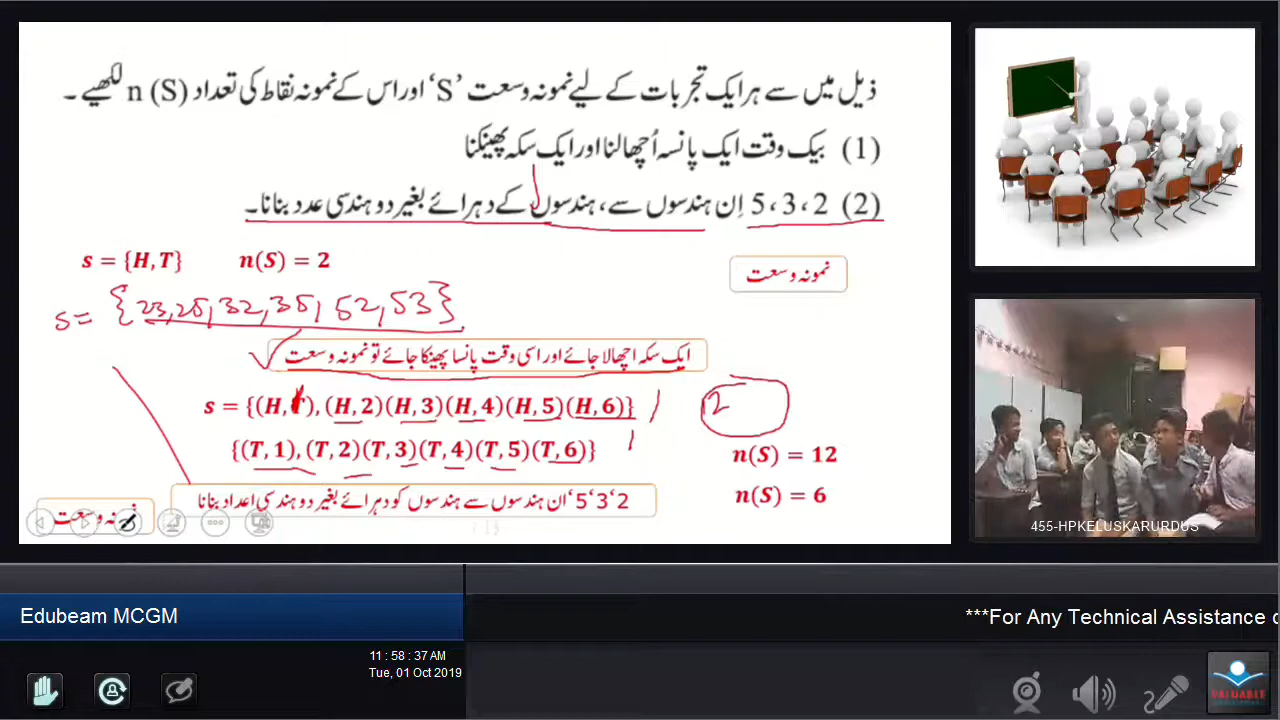 ذیل میں سے ہر ایک تجربات کے لیے نمونہ وسعت ’S‘ اور اس کے نمونہ نقاط کی تعداد n (S) لکھیے ۔
(1) بیک وقت ایک پانسہ اُچھالنا اور ایک سکہ پھینکنا
(2) 2 ، 3 ، 5 اِن ہندسوں سے ، ہندسوں کے دہرائے بغیر دو ہندسی عدد بنانا ۔
s = {H, T} n(S) = 2
نمونہ وسعت
s = {23, 25, 32, 35, 52, 53}
ایک سکہ اچھالا جائے اور اسی وقت پانسا پھینکا جائے تو نمونہ وسعت
s = {(H, ), (H, 2)(H, 3)(H, 4)(H, 5)(H, 6)}
12
{(T, 1), (T, 2)(T, 3)(T, 4)(T, 5)(T, 6)}
n(S) = 12
n(S) = 6
2‘3‘5‘ ان ہندسوں سے ہندسوں کو دہرائے بغیر دو ہندسی اعداد بنانا
وسعت
/ 13
455-HPKELUSKARURDUS
Edubeam MCGM
***For Any Technical Assistance
11 : 58 : 37 AM
Tue, 01 Oct 2019
VALUABLE